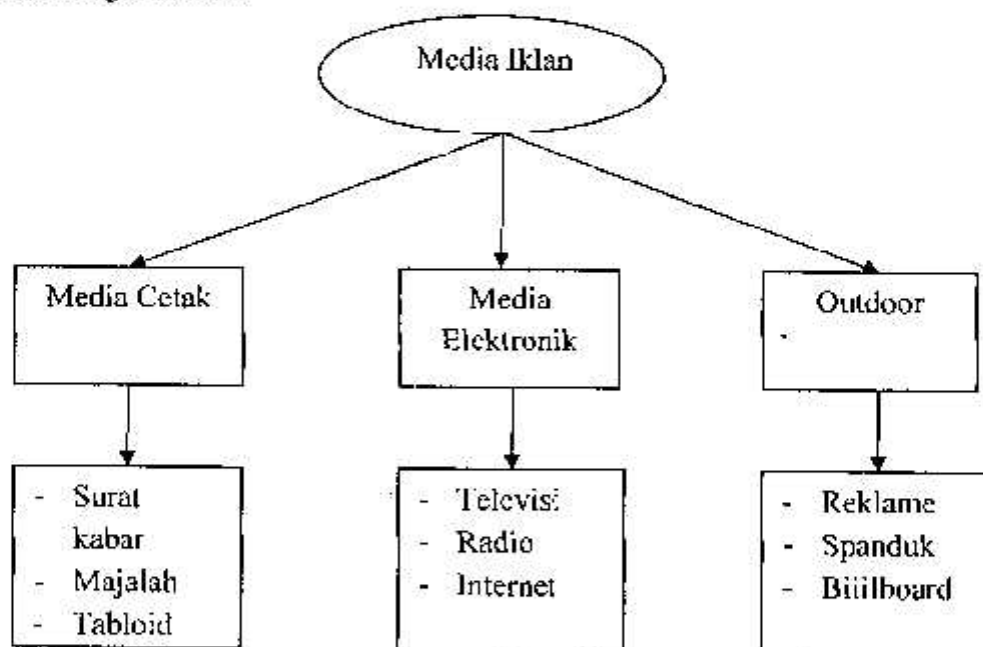 Media Iklan
Media Cetak
Media
Elektronik
Outdoor
-
- Surat
kabar
- Majalah
- Tabloid
- Televisi
- Radio
- Internet
- Reklame
- Spanduk
- Biiilboard